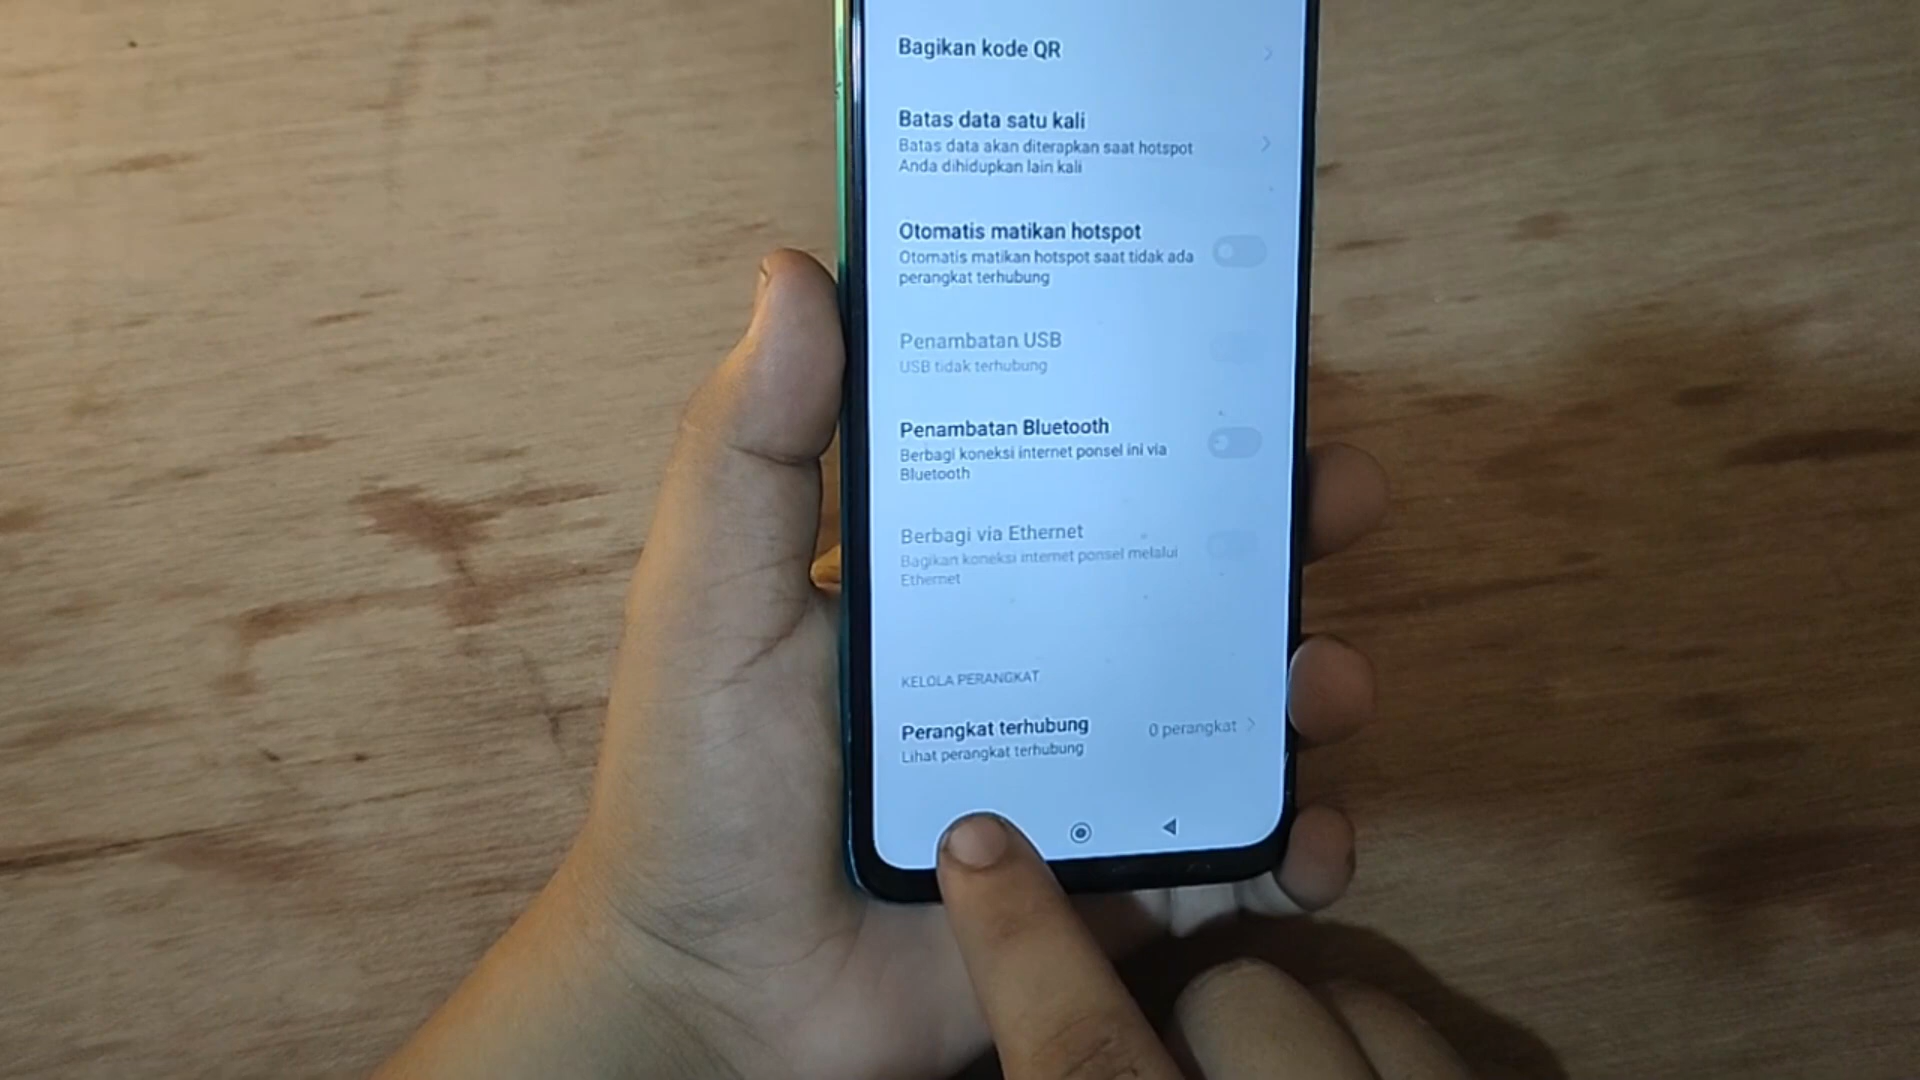 Bagikan kode QR
Batas data satu kali
Batas data akan diterapkan saat hotspot
Anda dihidupkan lain kali
Otomatis matikan hotspot
Otomatis matikan hotspot saat tidak ada
perangkat terhubung
Penambatan USB
USB tidak terhubung
Penambatan Bluetooth
Berbagi koneksi internet ponsel ini via
Bluetooth
Berbagi via Ethernet
Bagikan koneksi internet ponsel melalui
Ethernet
KELOLA PERANGKAT
Perangkat terhubung
0 perangkat
Lihat perangkat terhubung